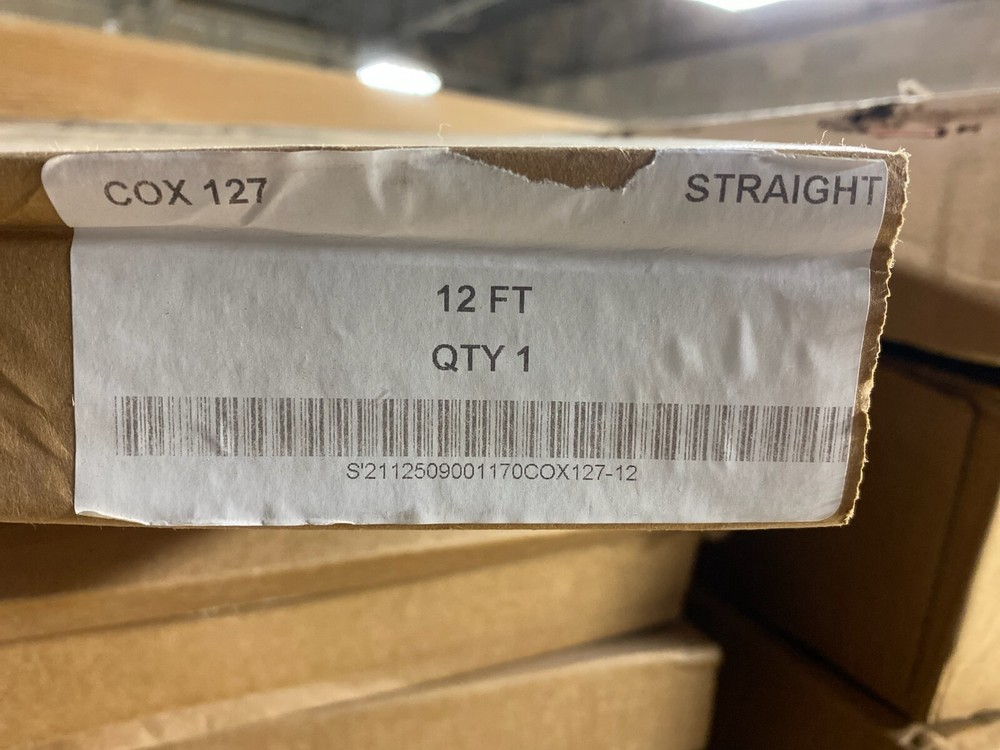 COX 127 STRAIGHT
12 FT
QTY 1
S'2112509001170COX127-12